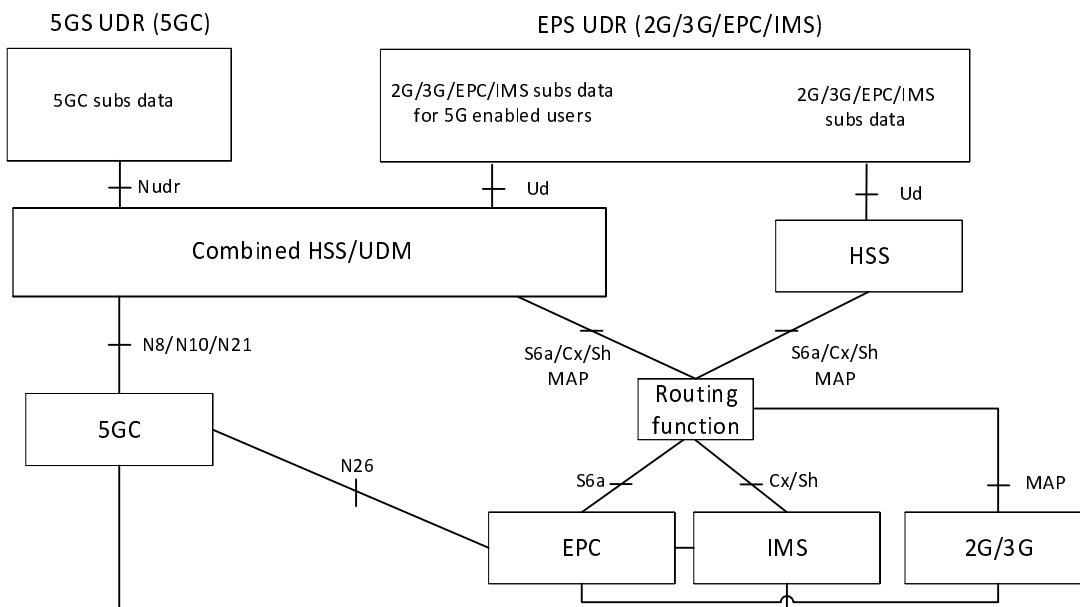 5GS UDR (5GC)
EPS UDR (2G/3G/EPC/IMS)
5GC subs data
2G/3G/EPC/IMS subs data
for 5G enabled users
2G/3G/EPC/IMS
subs data
Nudr
Ud
Ud
Combined HSS/UDM
HSS
N8/N10/N21
S6a/Cx/Sh
MAP
S6a/Cx/Sh
MAP
Routing
function
5GC
N26
S6a
Cx/Sh
MAP
EPC
IMS
2G/3G